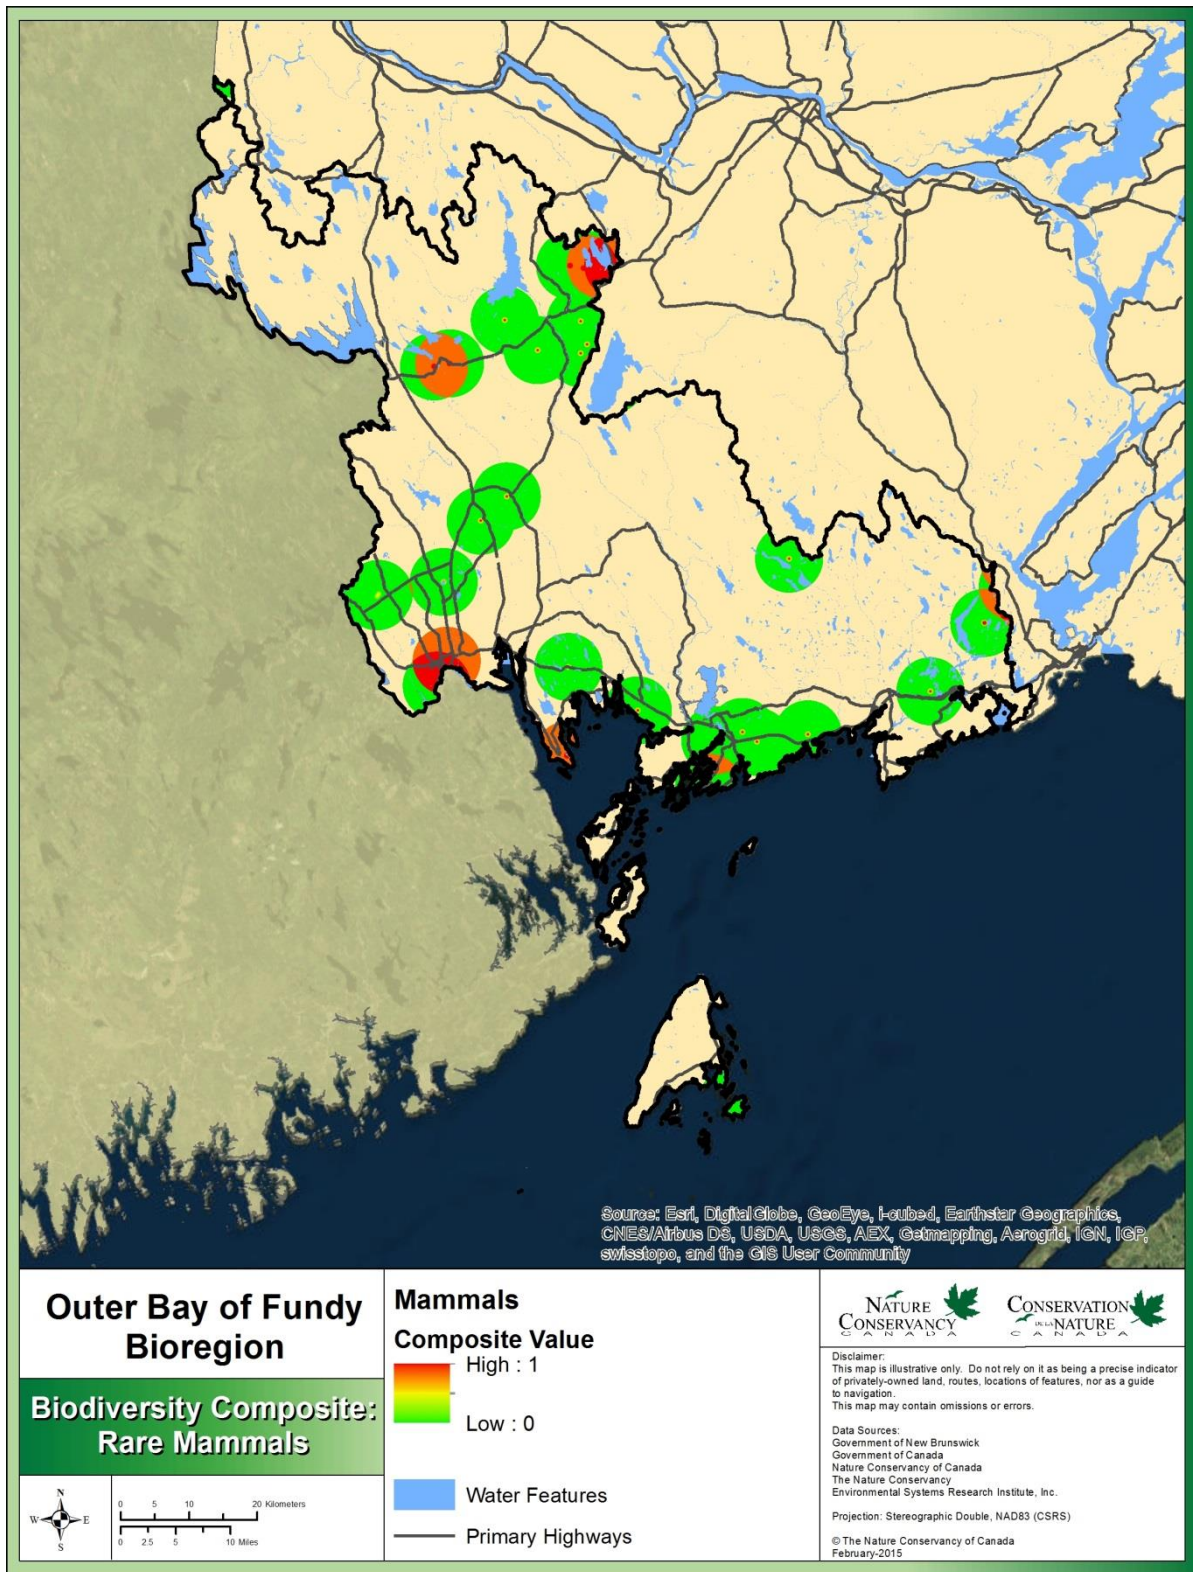 Source: Esri, DigitalGlobe, GeoEye, i-cubed, Earthstar Geographics,
CNES/Airbus DS, USDA, USGS, AEX, Getmapping, Aerogrid, IGN, IGP,
swisstopo, and the GIS User Community
Outer Bay of Fundy
Bioregion
Biodiversity Composite:
Rare Mammals
N
W E
S
0 5 10 20 Kilometers
0 2.5 5 10 Miles
Mammals
Composite Value
High : 1
Low : 0
Water Features
Primary Highways
NATURE
CONSERVANCY
CANADA
CONSERVATION
DE LA NATURE
CANADA
Disclaimer:
This map is illustrative only. Do not rely on it as being a precise indicator
of privately-owned land, routes, locations of features, nor as a guide
to navigation.
This map may contain omissions or errors.
Data Sources:
Government of New Brunswick
Government of Canada
Nature Conservancy of Canada
The Nature Conservancy
Environmental Systems Research Institute, Inc.
Projection: Stereographic Double, NAD83 (CSRS)
© The Nature Conservancy of Canada
February-2015